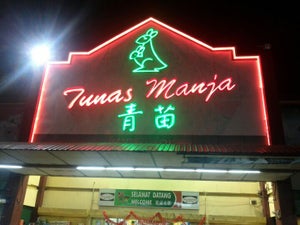 Tunas Manja
青苗
SELAMAT DATANG
WELCOME